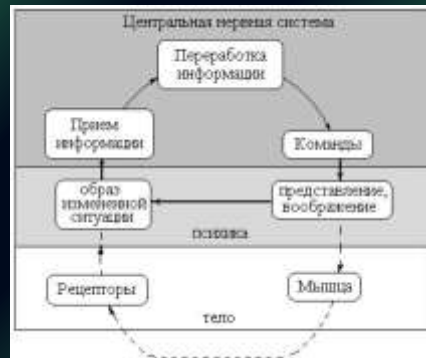 Центральная нервная система
Переработка
информации
Прием
информации
Команды
образ
измененной
ситуации
представление,
воображение
психика
Рецепторы
Мышца
тело